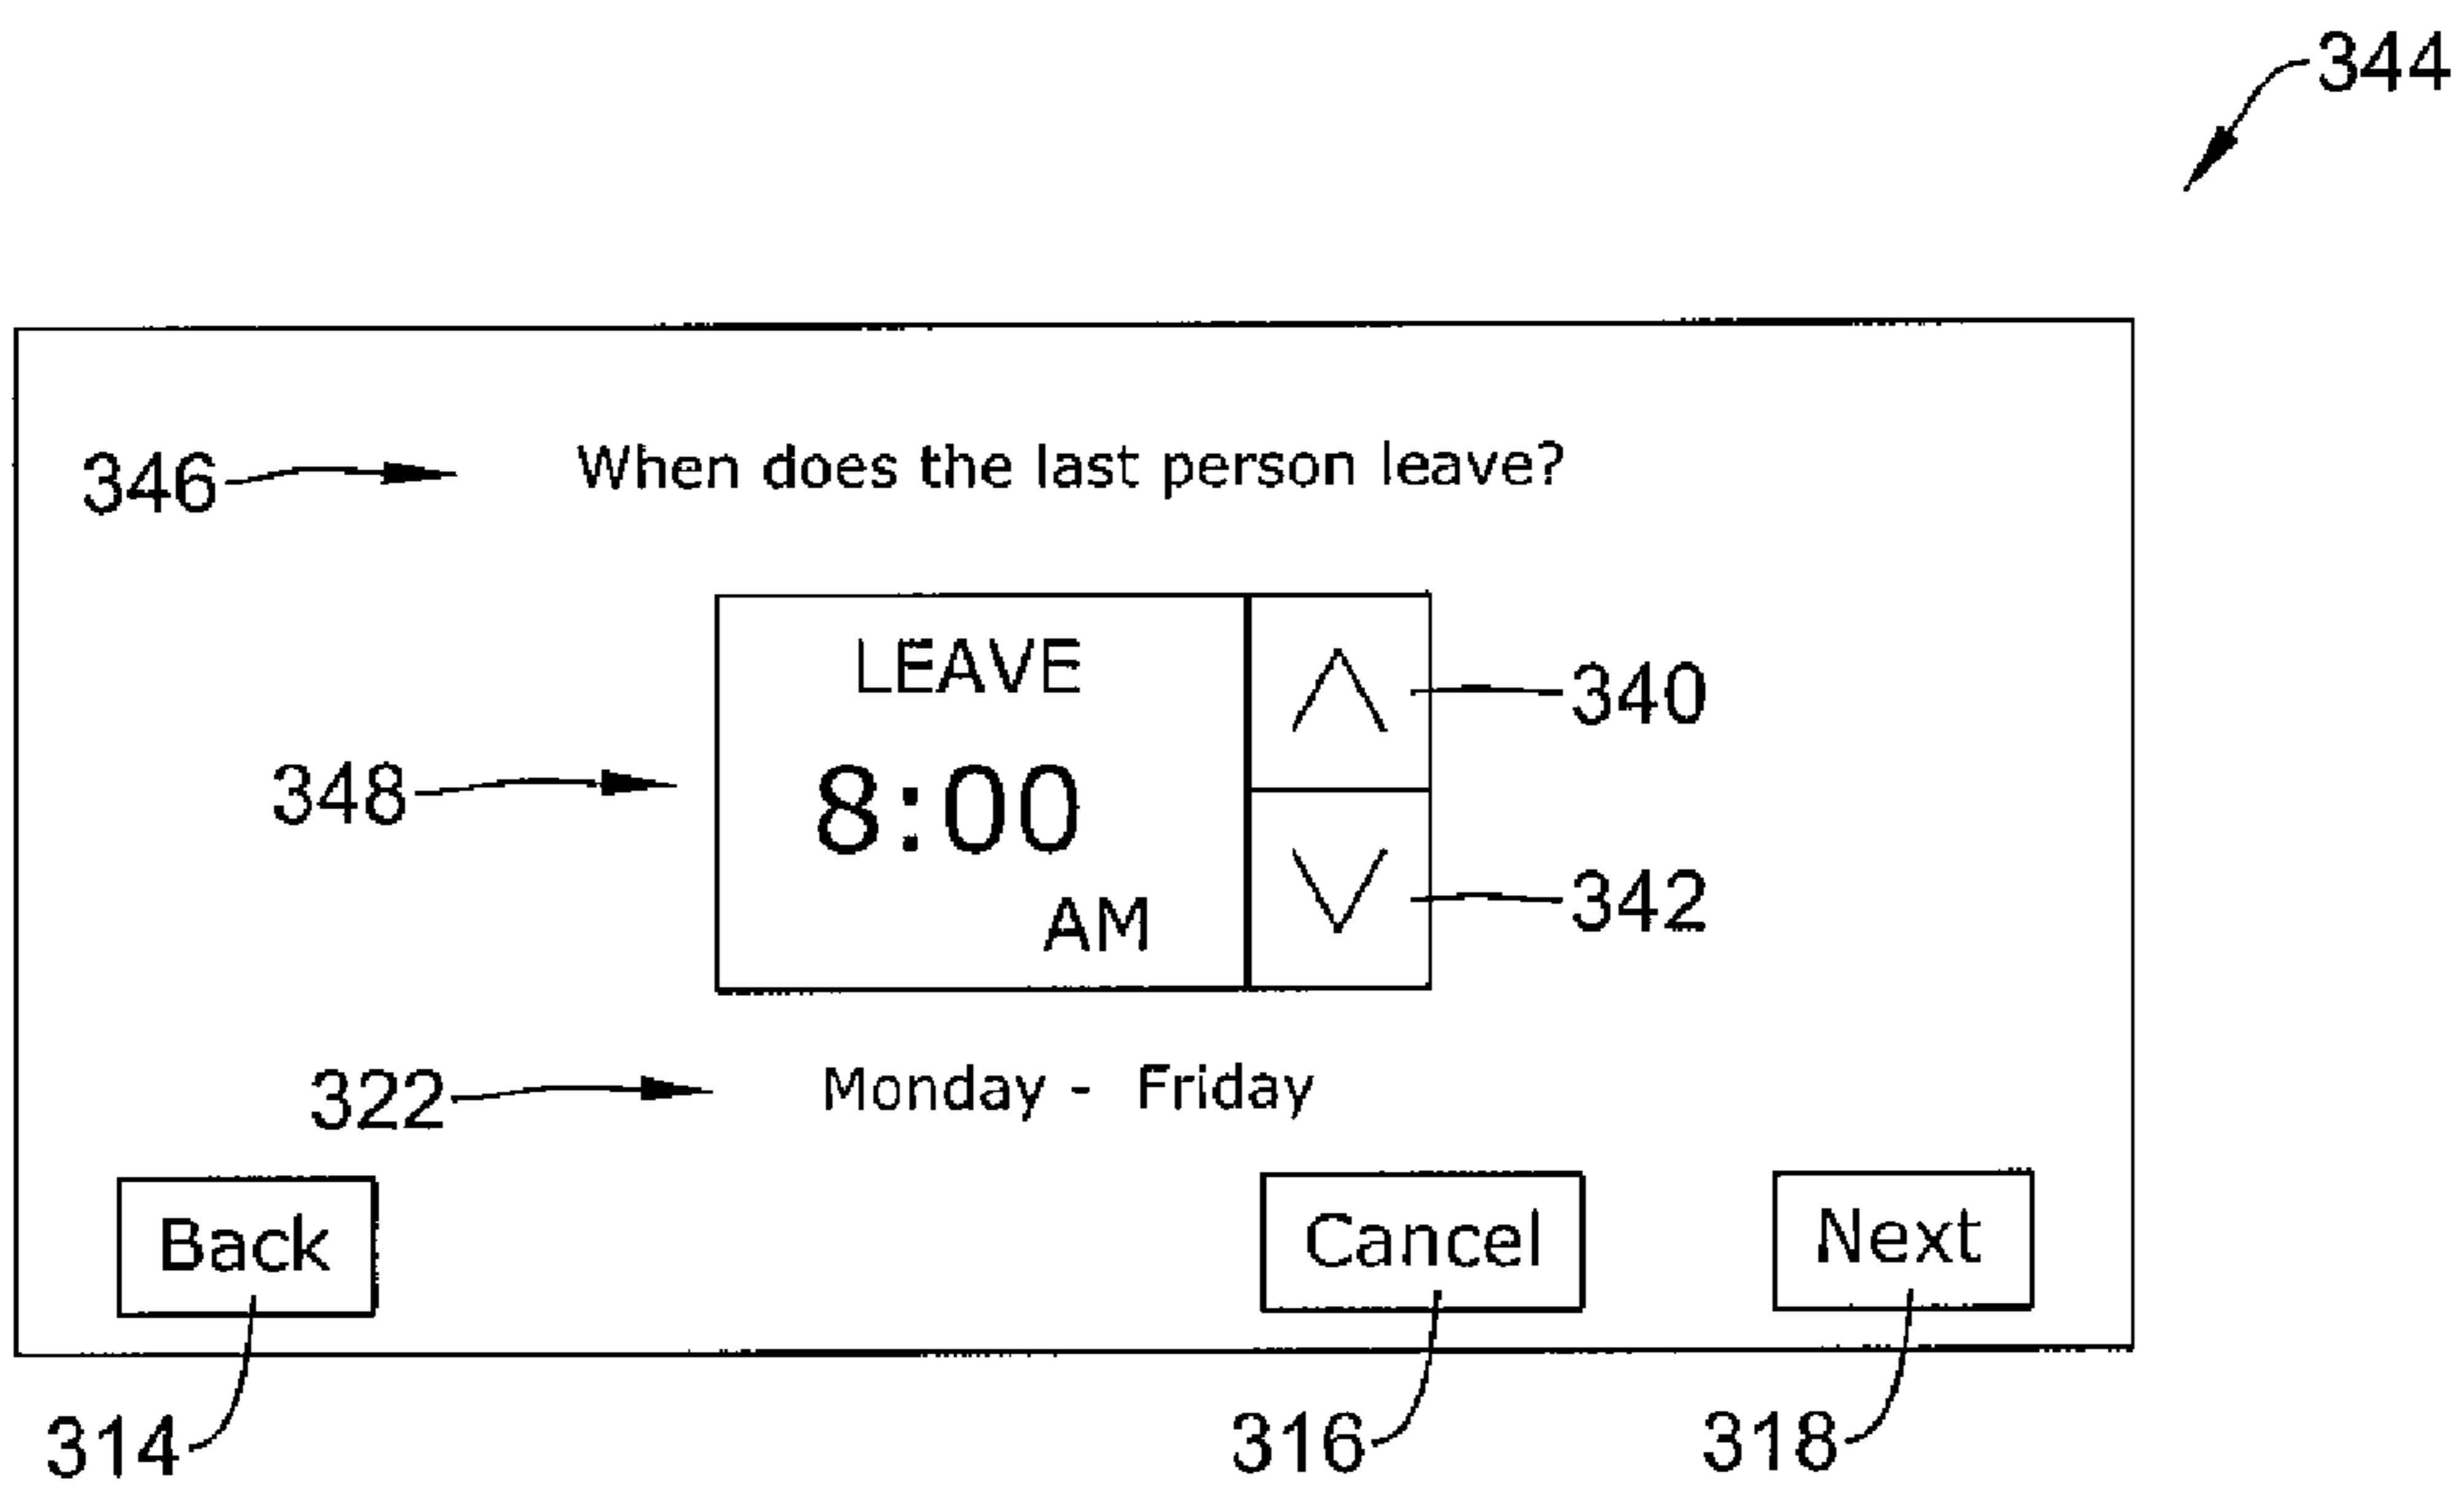 344
346 When does the last person leave?
LEAVE
340
348 8:00
AM
342
322 Monday - Friday
Back Cancel Next
314 316 318